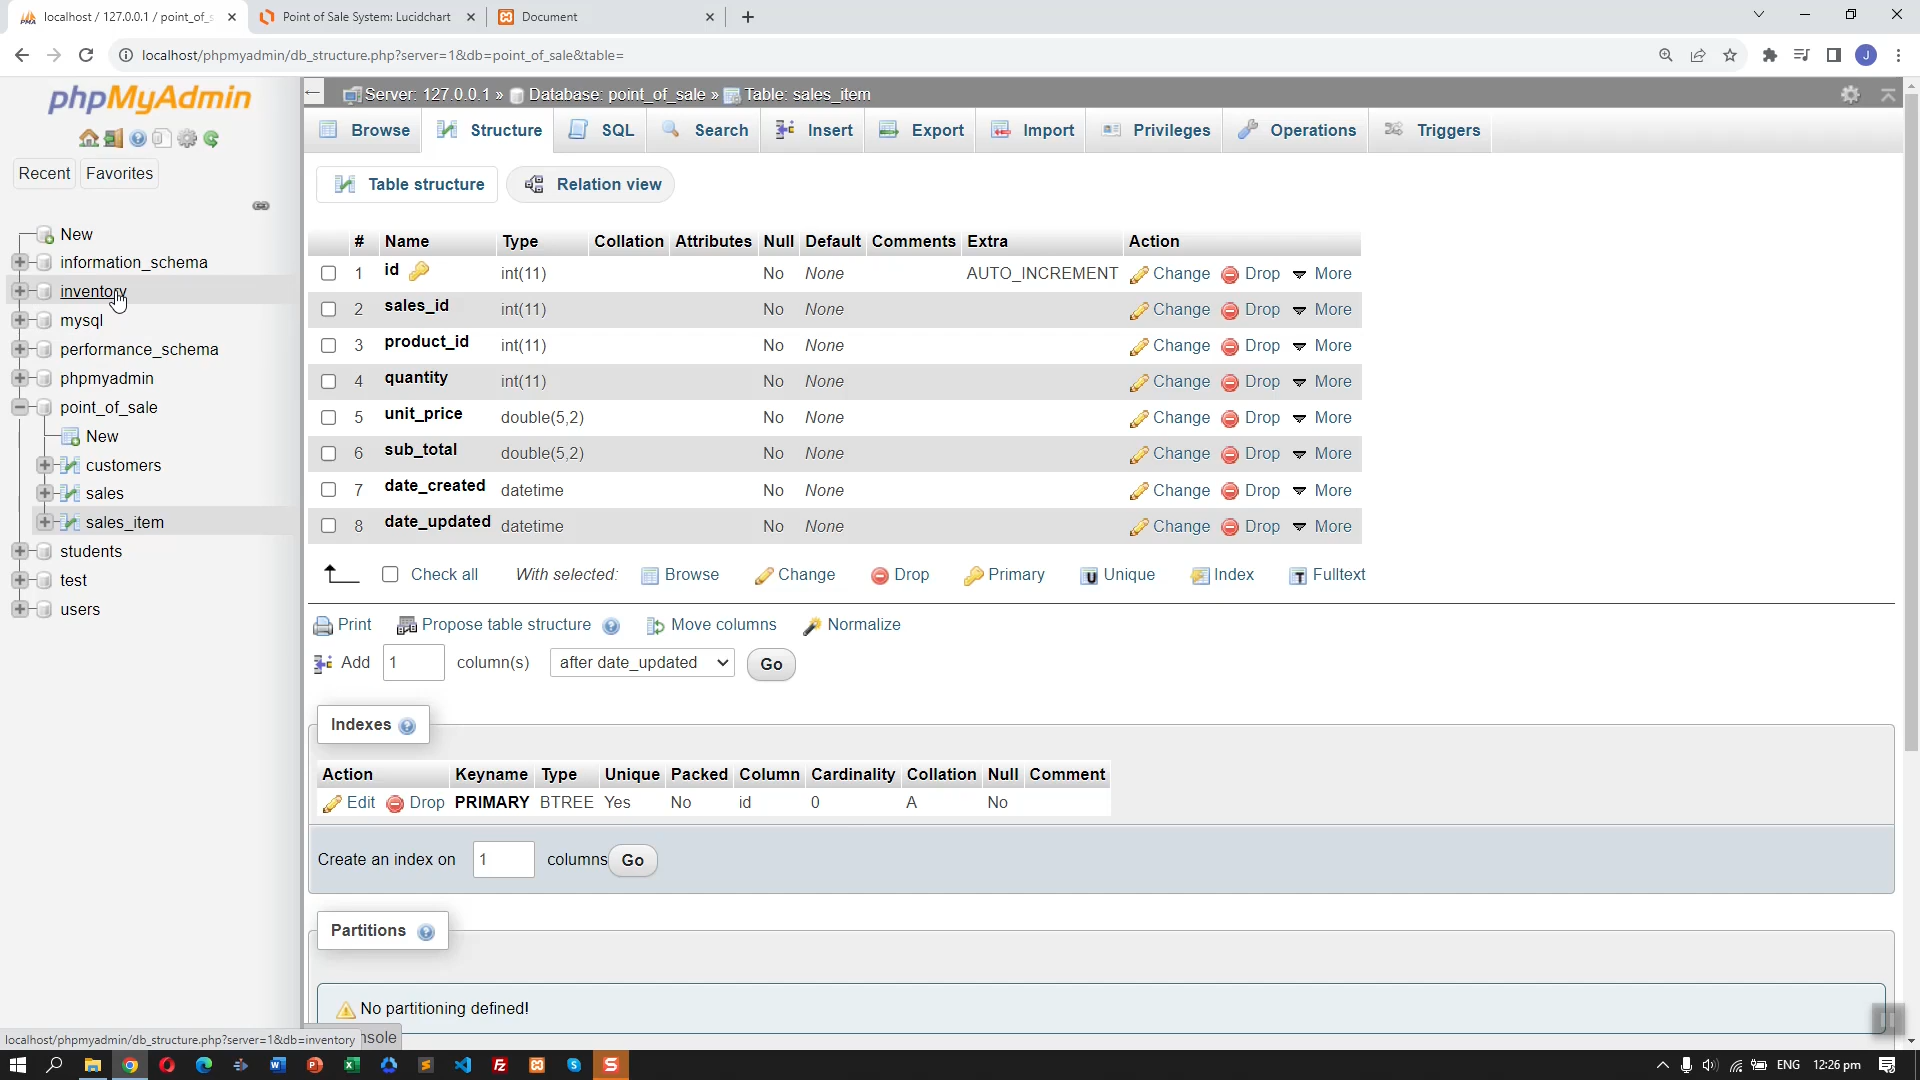 localhost / 127.0.0.1 / point_of_s
Point of Sale System: Lucidchart
Document
localhost/phpmyadmin/db_structure.php?server=1&db=point_of_sale&table=
J
phpMyAdmin
Recent
Favorites
New
information_schema
inventory
mysql
performance_schema
phpmyadmin
point_of_sale
New
customers
sales
sales_item
students
test
users
Server: 127.0.0.1 » Database: point_of_sale » Table: sales_item
Browse Structure SQL Search Insert Export Import Privileges Operations Triggers
Table structure Relation view
# Name Type Collation Attributes Null Default Comments Extra Action
1 id int(11) No None AUTO_INCREMENT Change Drop More
2 sales_id int(11) No None Change Drop More
3 product_id int(11) No None Change Drop More
4 quantity int(11) No None Change Drop More
5 unit_price double(5,2) No None Change Drop More
6 sub_total double(5,2) No None Change Drop More
7 date_created datetime No None Change Drop More
8 date_updated datetime No None Change Drop More
Check all With selected: Browse Change Drop Primary Unique Index Fulltext
Print Propose table structure Move columns Normalize
Add 1 column(s) after date_updated Go
Indexes
Action Keyname Type Unique Packed Column Cardinality Collation Null Comment
Edit Drop PRIMARY BTREE Yes No id 0 A No
Create an index on 1 columns Go
Partitions
No partitioning defined!
localhost/phpmyadmin/db_structure.php?server=1&db=inventory
nsole
ENG 12:26 pm